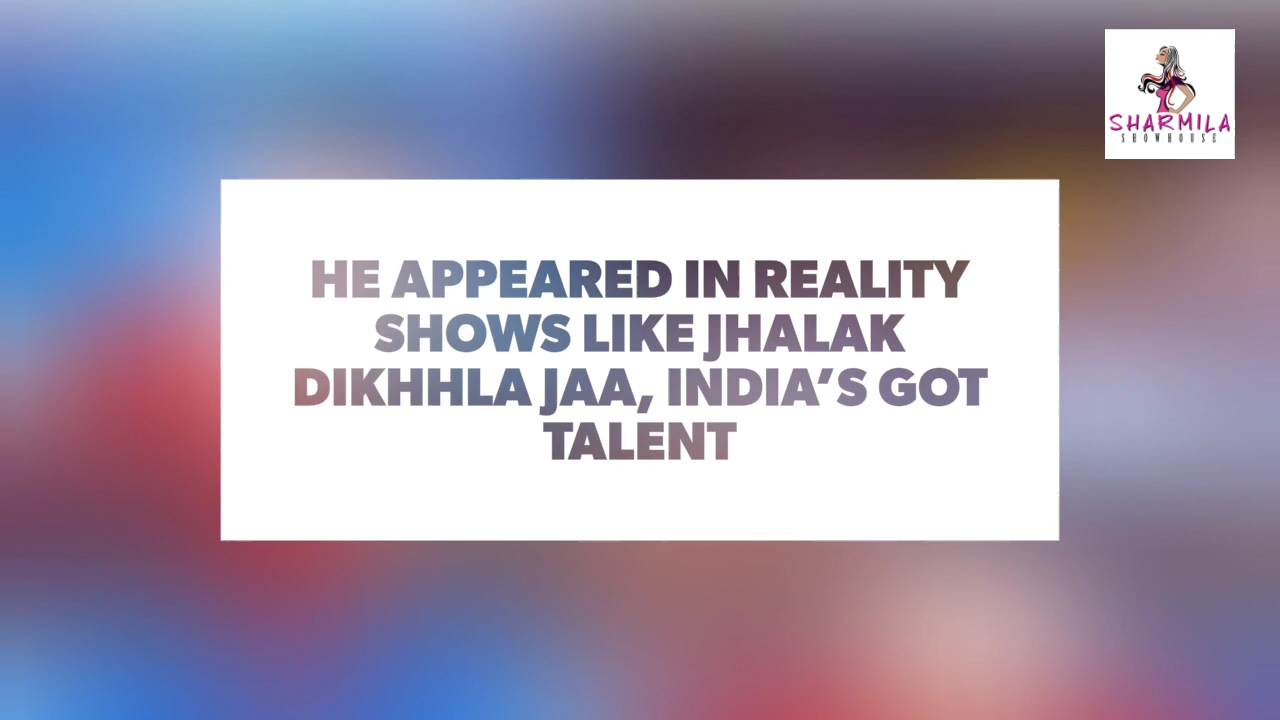 SHARMILA
SHOWHOUSE
HE APPEARED IN REALITY
SHOWS LIKE JHALAK
DIKHHLA JAA, INDIA’S GOT
TALENT